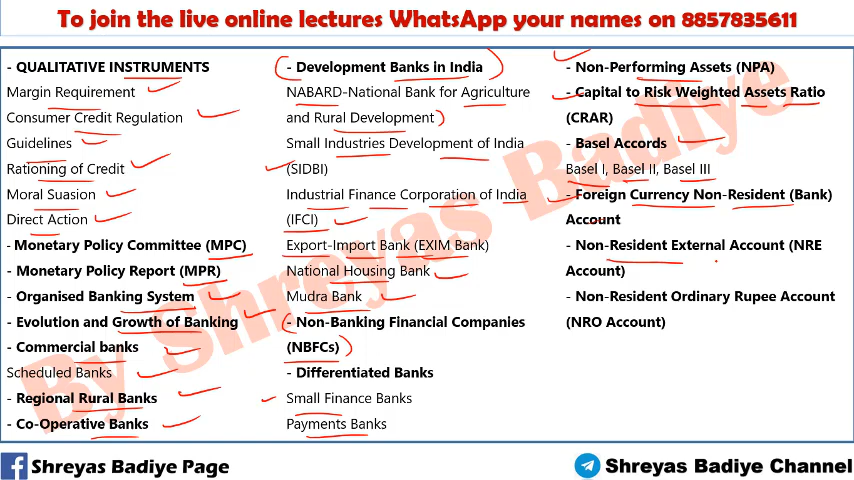 To join the live online lectures WhatsApp your names on 8857835611
- QUALITATIVE INSTRUMENTS
Margin Requirement
Consumer Credit Regulation
Guidelines
Rationing of Credit
Moral Suasion
Direct Action
- Monetary Policy Committee (MPC)
- Monetary Policy Report (MPR)
- Organised Banking System
- Evolution and Growth of Banking
- Commercial banks
Scheduled Banks
- Regional Rural Banks
- Co-Operative Banks
- Development Banks in India
NABARD-National Bank for Agriculture
and Rural Development
Small Industries Development of India
(SIDBI)
Industrial Finance Corporation of India
(IFCI)
Export-Import Bank (EXIM Bank)
National Housing Bank
Mudra Bank
- Non-Banking Financial Companies
(NBFCs)
- Differentiated Banks
Small Finance Banks
Payments Banks
- Non-Performing Assets (NPA)
- Capital to Risk Weighted Assets Ratio
(CRAR)
- Basel Accords
Basel I, Basel II, Basel III
- Foreign Currency Non-Resident (Bank)
Account
- Non-Resident External Account (NRE
Account)
- Non-Resident Ordinary Rupee Account
(NRO Account)
By Shreyas Badiye
Shreyas Badiye Page
Shreyas Badiye Channel